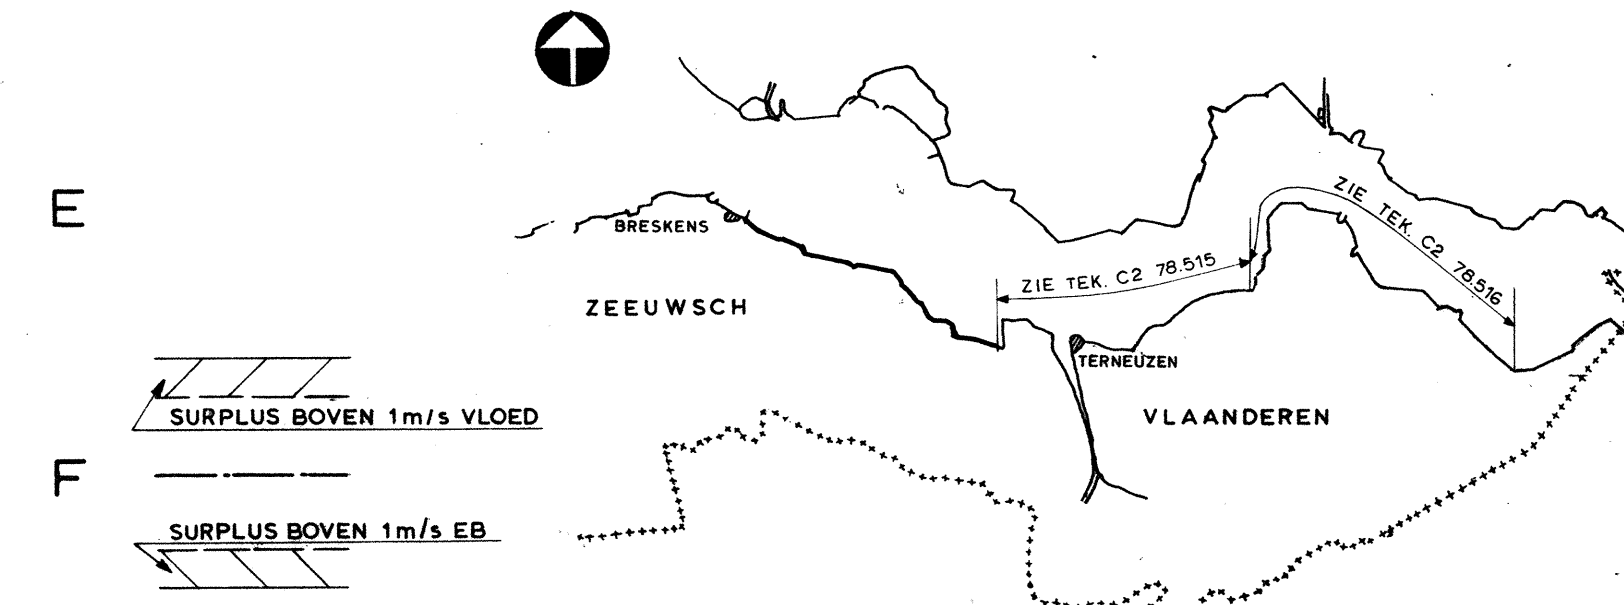 E
BRESKENS
ZIE TEK. C2 78.516
ZIE TEK. C2 78.515
ZEEUWSCH
TERNEUZEN
SURPLUS BOVEN 1m/s VLOED
VLAANDEREN
F
SURPLUS BOVEN 1m/s EB